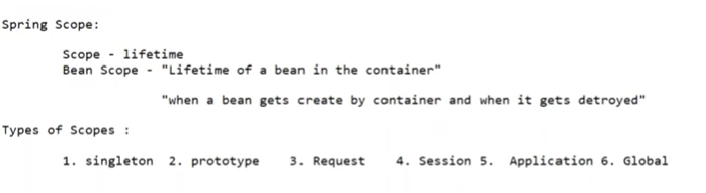 Spring Scope:
Scope - lifetime
Bean Scope - "Lifetime of a bean in the container"
"when a bean gets create by container and when it gets detroyed"
Types of Scopes :
1. singleton 2. prototype 3. Request 4. Session 5. Application 6. Global